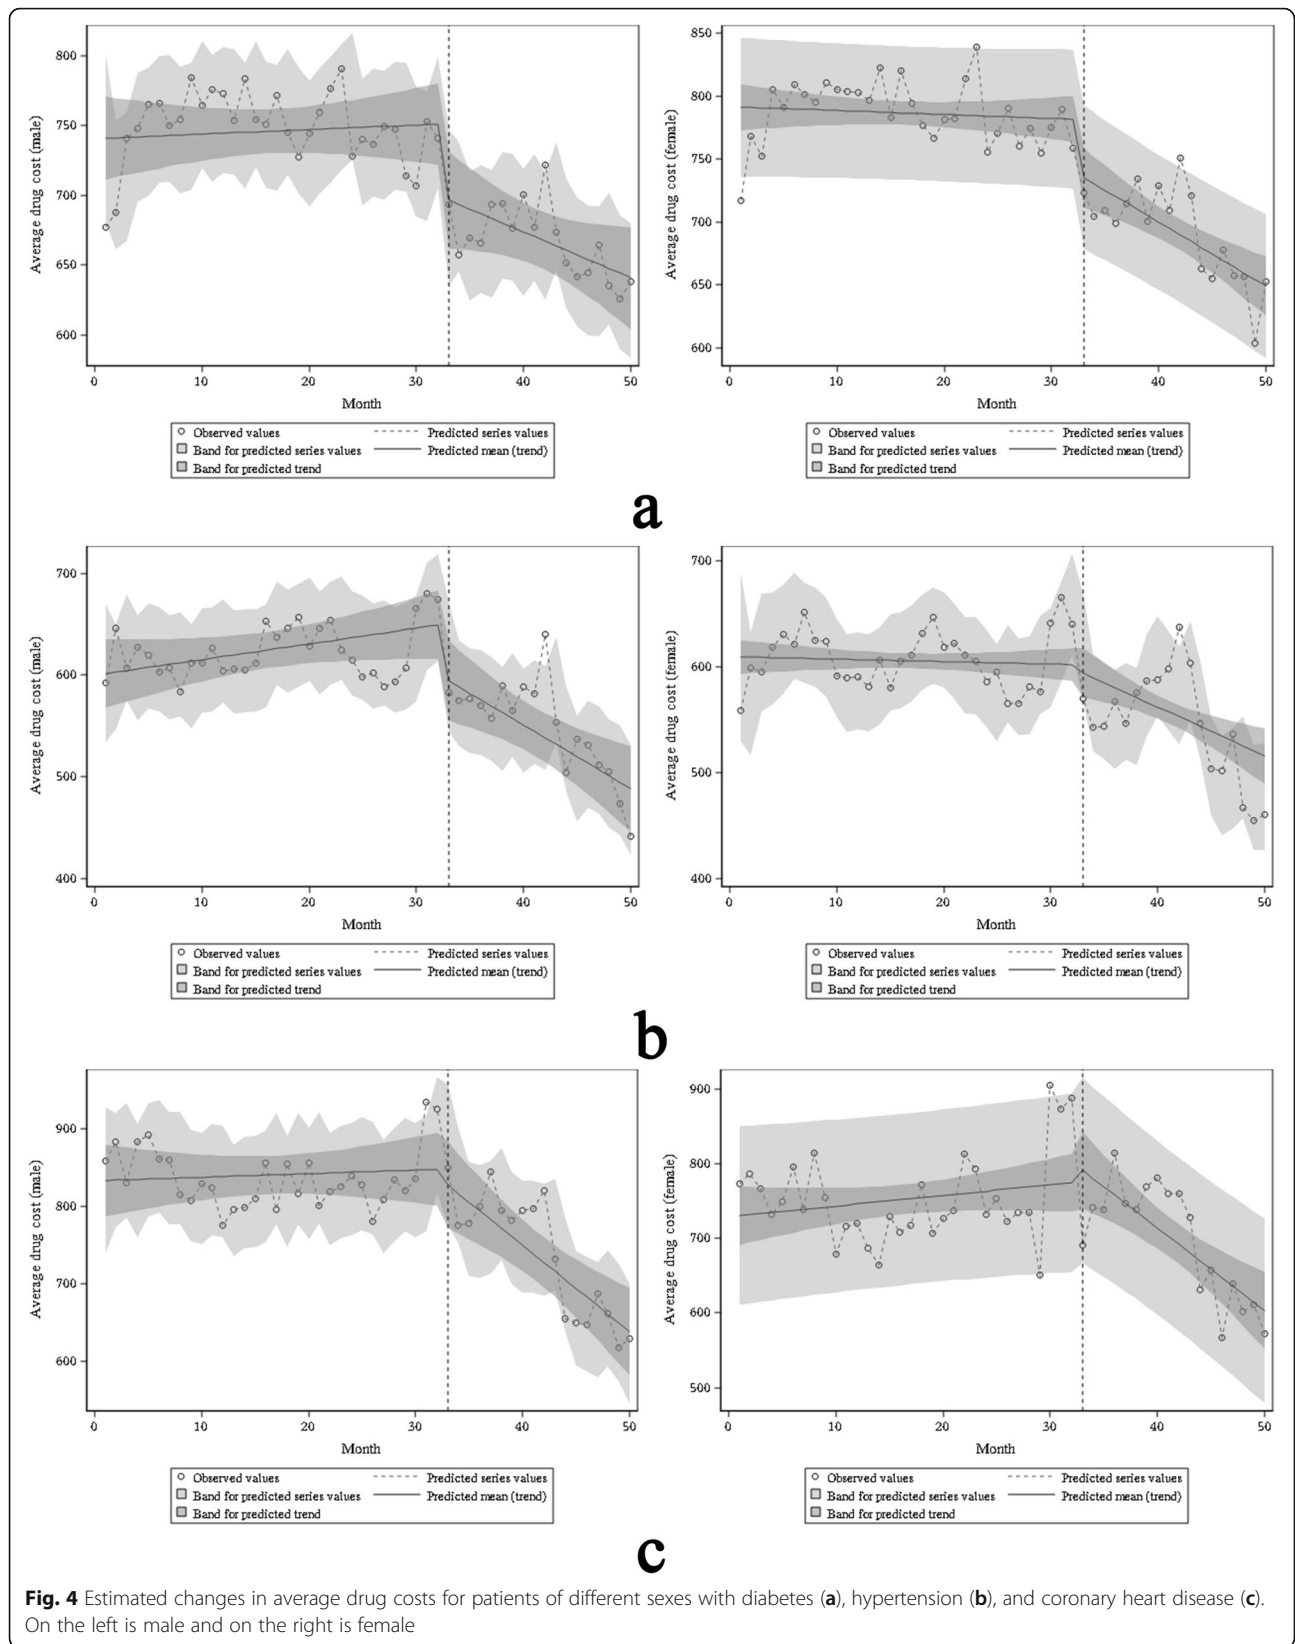 800
750
700
650
600
Average drug cost (male)
0 10 20 30 40 50
Month
Observed values Predicted series values
Band for predicted series values Predicted mean (trend)
Band for predicted trend
850
800
750
700
650
600
Average drug cost (female)
0 10 20 30 40 50
Month
Observed values Predicted series values
Band for predicted series values Predicted mean (trend)
Band for predicted trend
a
700
600
500
400
Average drug cost (male)
0 10 20 30 40 50
Month
Observed values Predicted series values
Band for predicted series values Predicted mean (trend)
Band for predicted trend
700
600
500
400
Average drug cost (female)
0 10 20 30 40 50
Month
Observed values Predicted series values
Band for predicted series values Predicted mean (trend)
Band for predicted trend
b
900
800
700
600
Average drug cost (male)
0 10 20 30 40 50
Month
Observed values Predicted series values
Band for predicted series values Predicted mean (trend)
Band for predicted trend
900
800
700
600
500
Average drug cost (female)
0 10 20 30 40 50
Month
Observed values Predicted series values
Band for predicted series values Predicted mean (trend)
Band for predicted trend
c
Fig. 4 Estimated changes in average drug costs for patients of different sexes with diabetes (a), hypertension (b), and coronary heart disease (c).
On the left is male and on the right is female